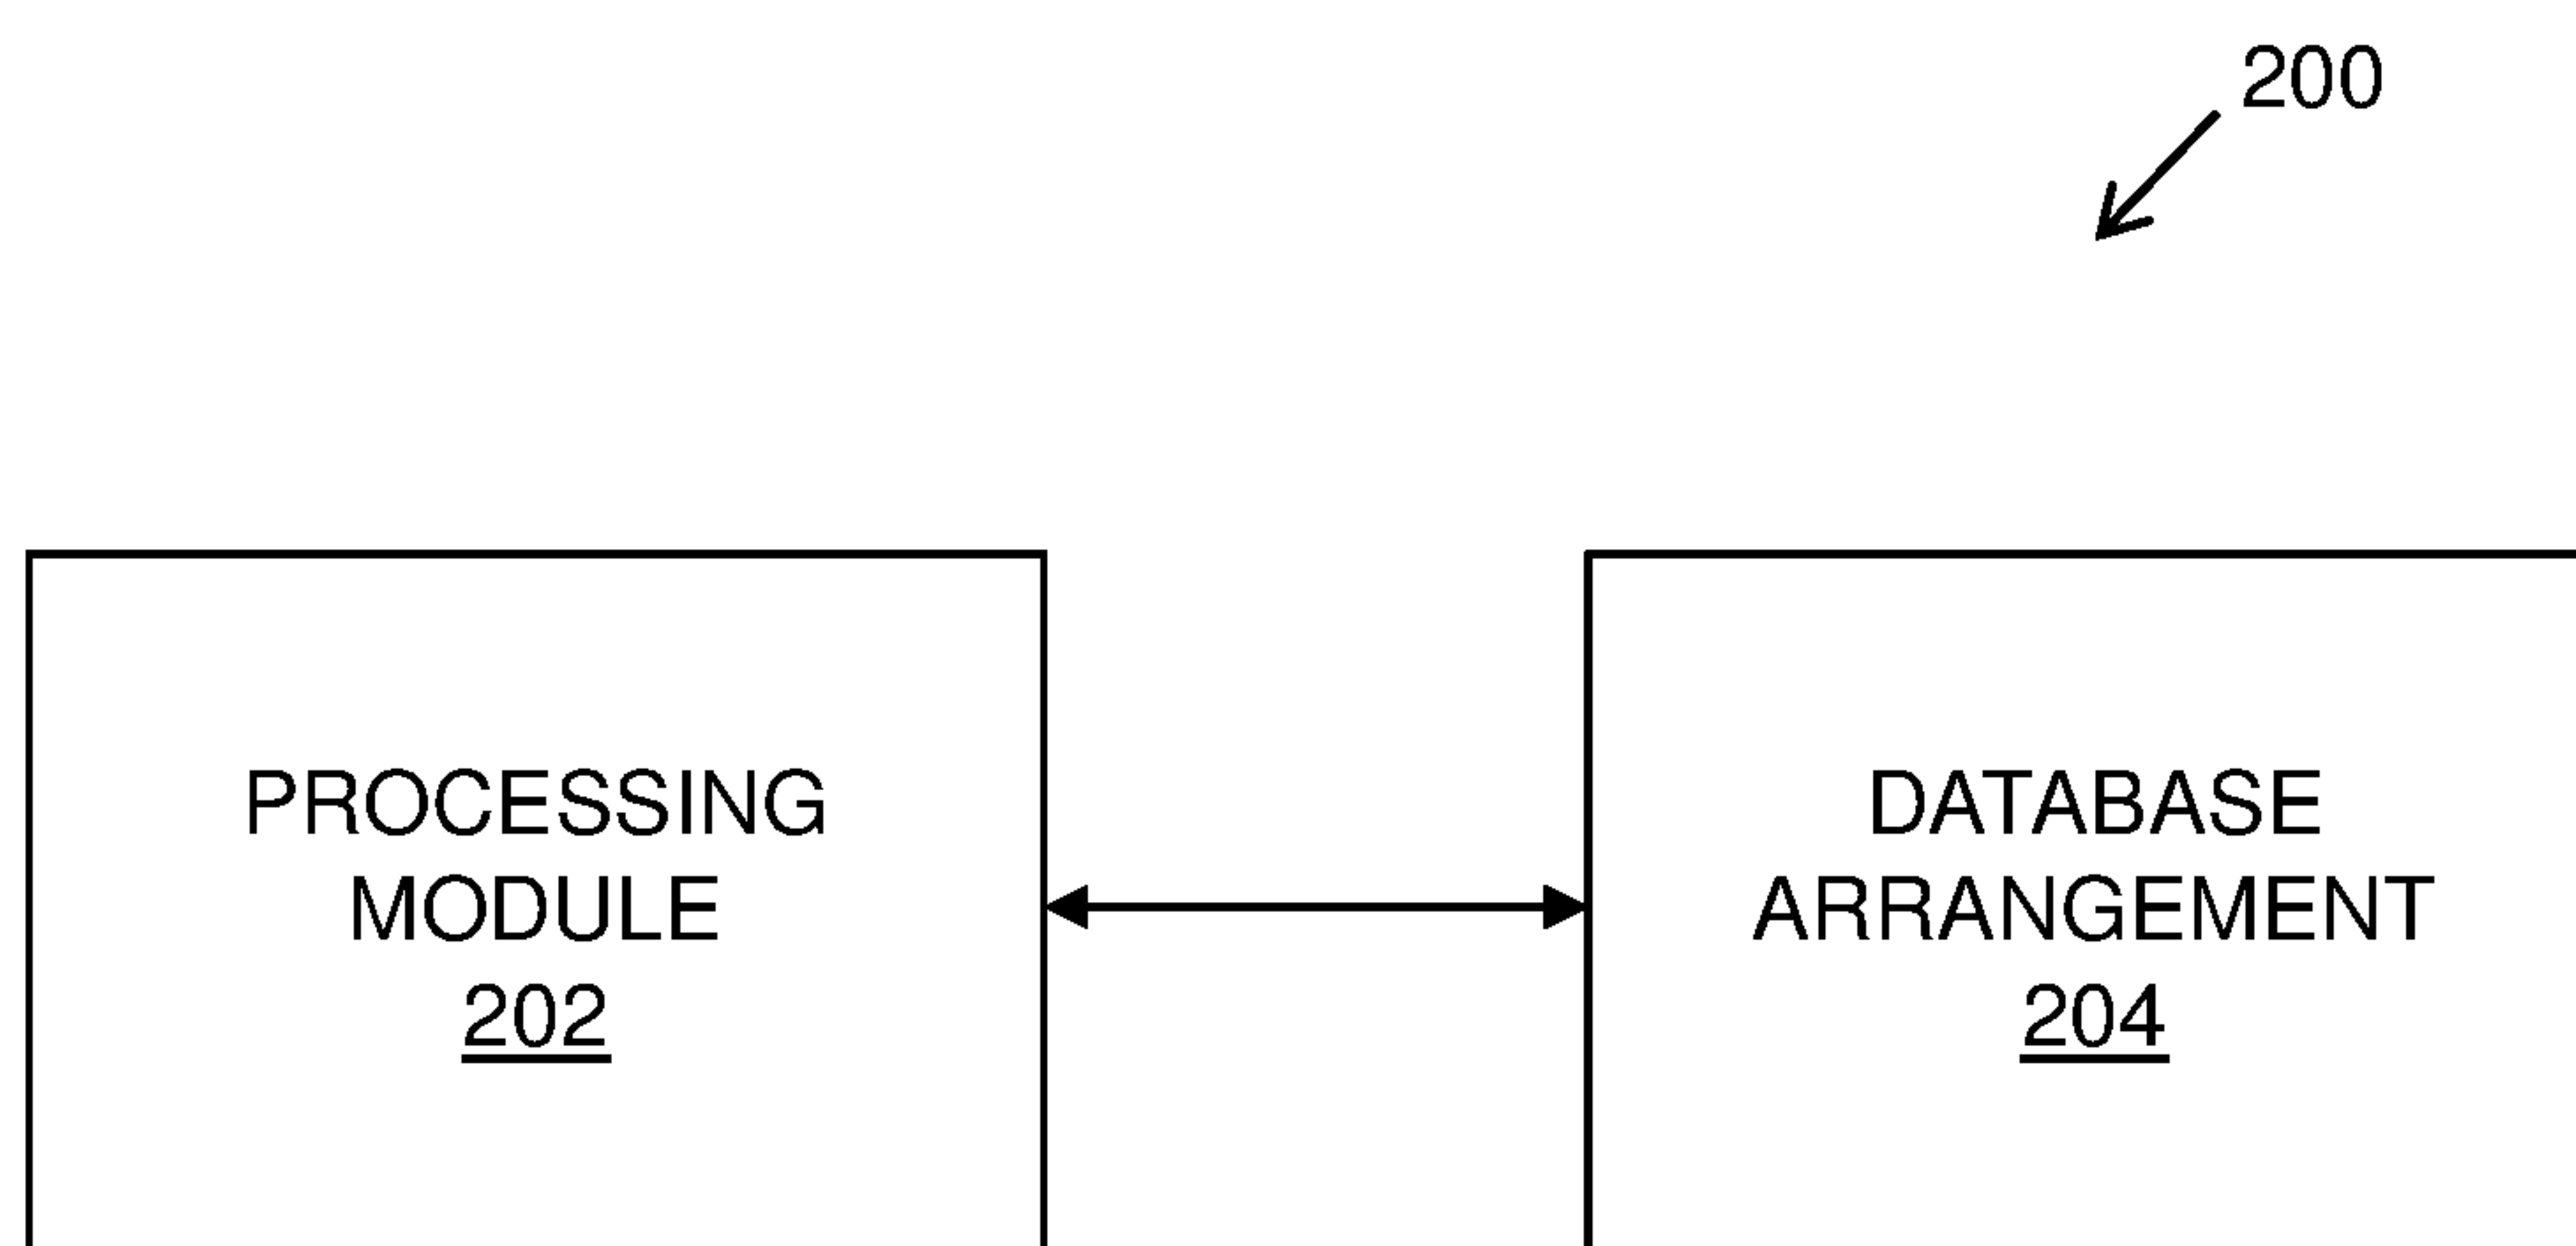 200
PROCESSING
MODULE
202
DATABASE
ARRANGEMENT
204